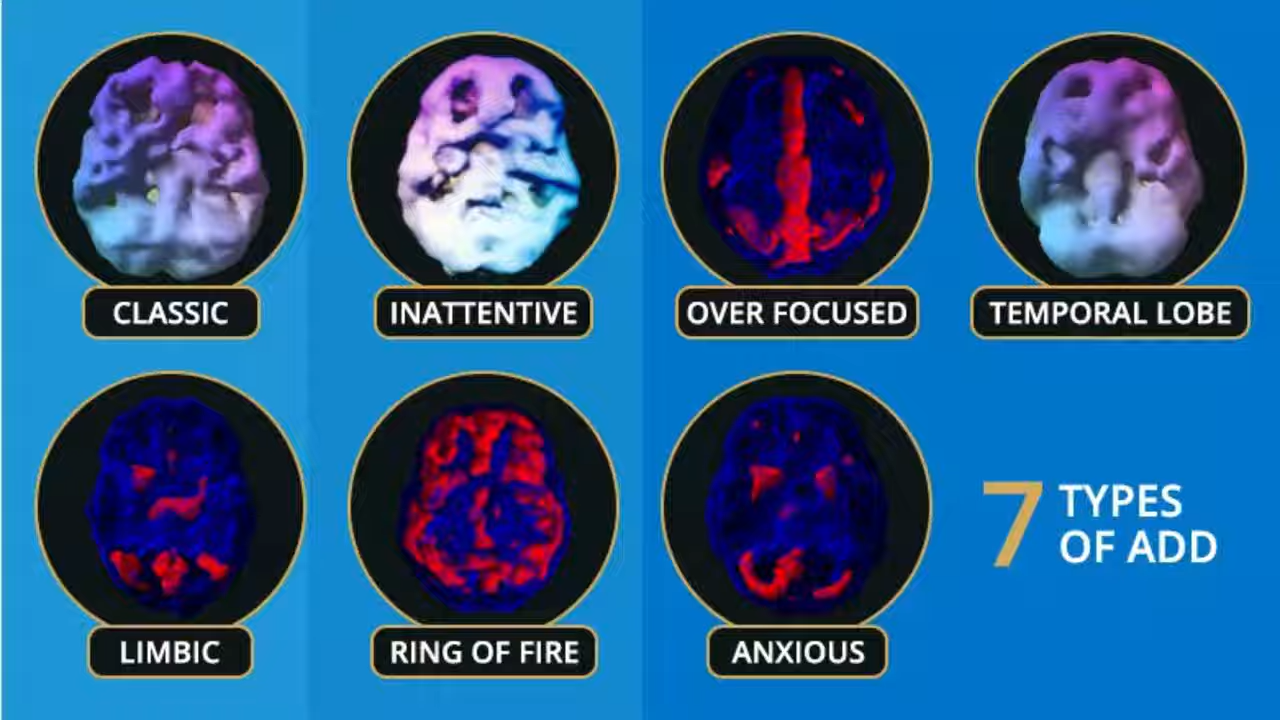 CLASSIC
INATTENTIVE
OVER FOCUSED
TEMPORAL LOBE
LIMBIC
RING OF FIRE
ANXIOUS
7 TYPES
OF ADD